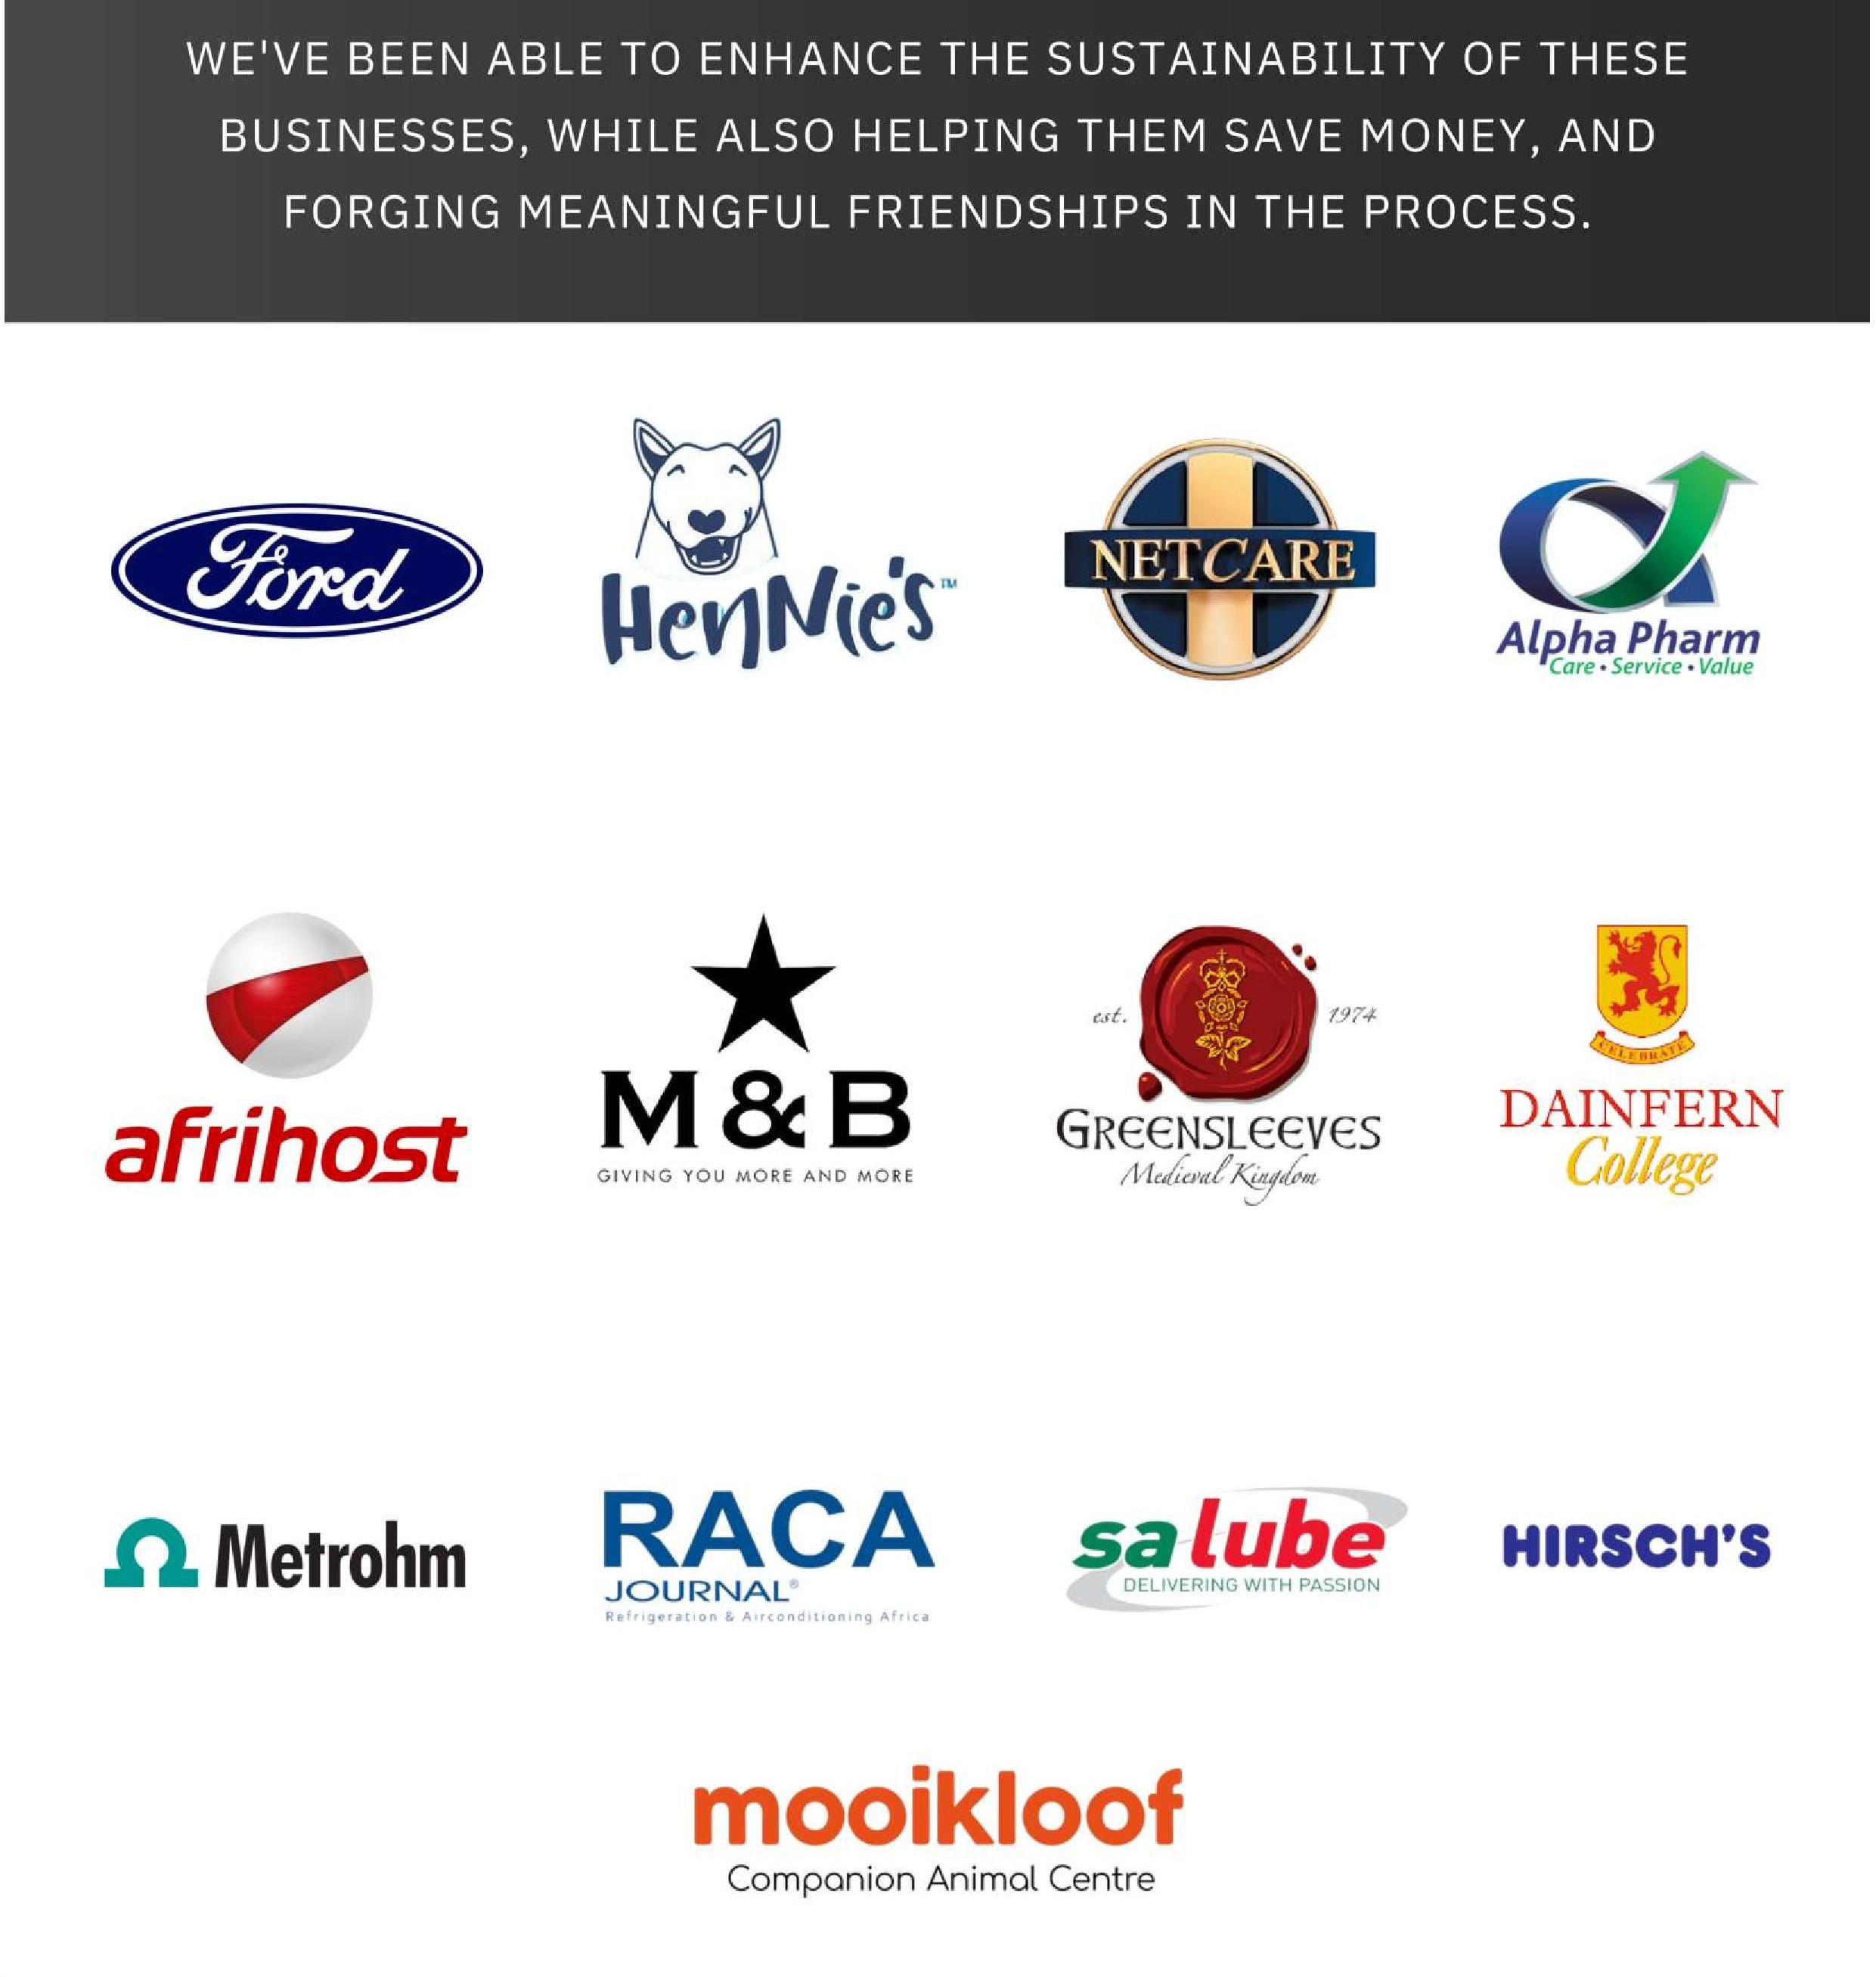 WE'VE BEEN ABLE TO ENHANCE THE SUSTAINABILITY OF THESE
BUSINESSES, WHILE ALSO HELPING THEM SAVE MONEY, AND
FORGING MEANINGFUL FRIENDSHIPS IN THE PROCESS.
Ford
HenNie's™
NETCARE
Alpha Pharm
Care • Service • Value
afrihost
M & B
GIVING YOU MORE AND MORE
est. 1974
GREENSLEEVES
Medieval Kingdom
CELEBRATE
DAINFERN
College
Metrohm
RACA
JOURNAL®
Refrigeration & Airconditioning Africa
sa lube
DELIVERING WITH PASSION
HIRSCH'S
mooikloof
Companion Animal Centre